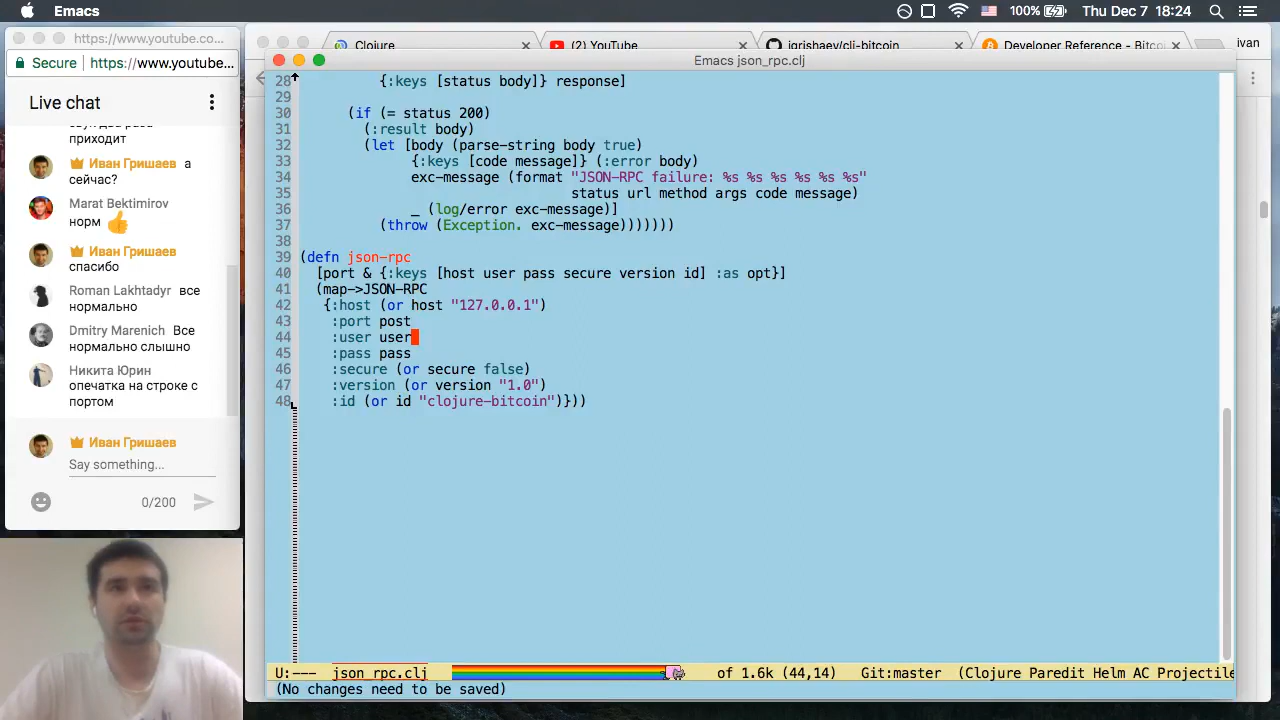 Emacs
100%
Thu Dec 7 18:24
https://www.youtube.co...
Secure
https://www.youtube...
Live chat
приходит
Иван Гришаев а
сейчас?
Marat Bektimirov
норм 👍
Иван Гришаев
спасибо
Roman Lakhtadyr все
нормально
Dmitry Marenich Все
нормально слышно
Никита Юрин
опечатка на строке с
портом
Иван Гришаев
Say something...
0/200
Clojure
(2) YouTube
igrishaev/clj-bitcoin
Developer Reference - Bitcoi
ivan
Emacs json_rpc.clj
28 {:keys [status body]} response]
29
30 (if (= status 200)
31 (:result body)
32 (let [body (parse-string body true)
33 {:keys [code message]} (:error body)
34 exc-message (format "JSON-RPC failure: %s %s %s %s %s %s"
35 status url method args code message)
36 _ (log/error exc-message)]
37 (throw (Exception. exc-message)))))))
38
39 (defn json-rpc
40 [port & {:keys [host user pass secure version id] :as opt}]
41 (map->JSON-RPC
42 {:host (or host "127.0.0.1")
43 :port post
44 :user user
45 :pass pass
46 :secure (or secure false)
47 :version (or version "1.0")
48 :id (or id "clojure-bitcoin")}))
U:--- json_rpc.clj of 1.6k (44,14) Git:master (Clojure Paredit Helm AC Projectile
(No changes need to be saved)